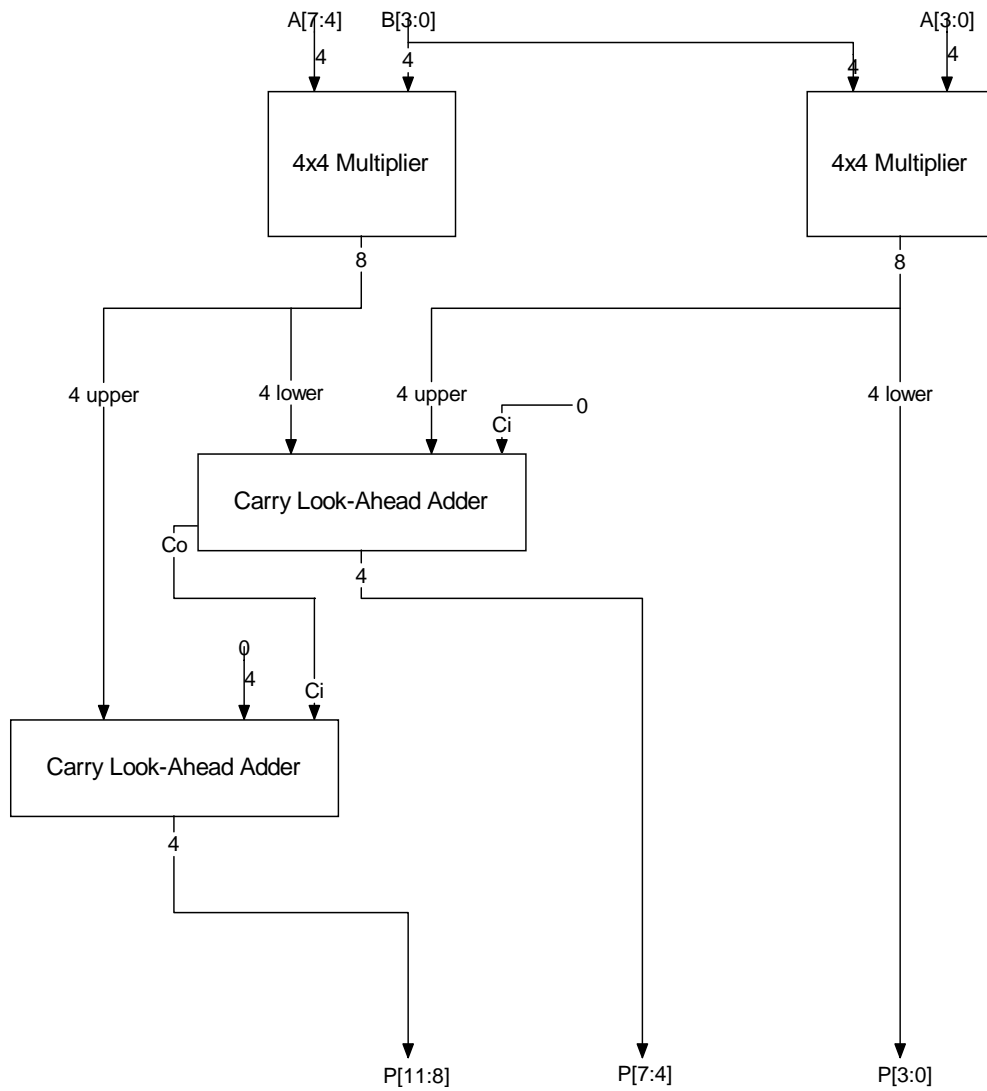 A[7:4] B[3:0] A[3:0]
4 4 4 4
4x4 Multiplier 4x4 Multiplier
8 8
4 upper 4 lower 4 upper 4 lower
0
Ci
Carry Look-Ahead Adder
Co
4
0
4
Ci
Carry Look-Ahead Adder
4
P[11:8] P[7:4] P[3:0]